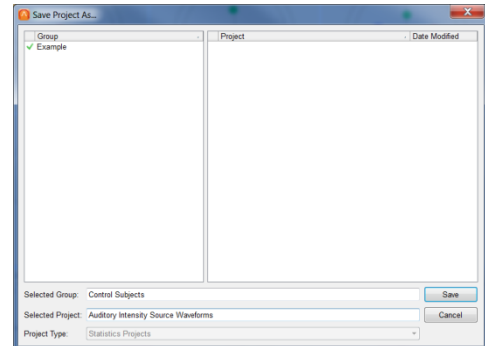 Save Project As...
Group Project Date Modified
✓ Example
Selected Group: Control Subjects Save
Selected Project: Auditory Intensity Source Waveforms Cancel
Project Type: Statistics Projects